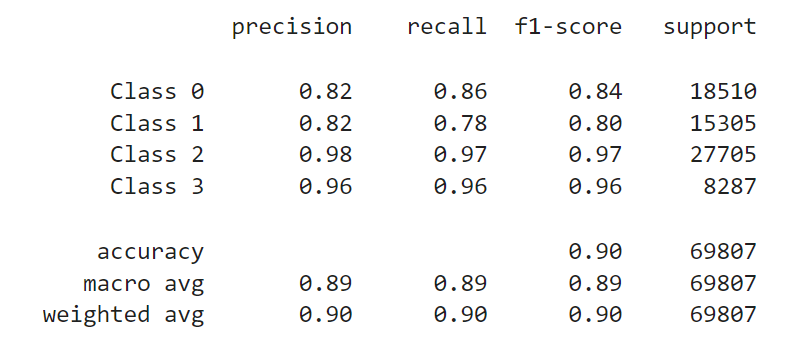 precision recall f1-score support
Class 0 0.82 0.86 0.84 18510
Class 1 0.82 0.78 0.80 15305
Class 2 0.98 0.97 0.97 27705
Class 3 0.96 0.96 0.96 8287
accuracy 0.90 69807
macro avg 0.89 0.89 0.89 69807
weighted avg 0.90 0.90 0.90 69807